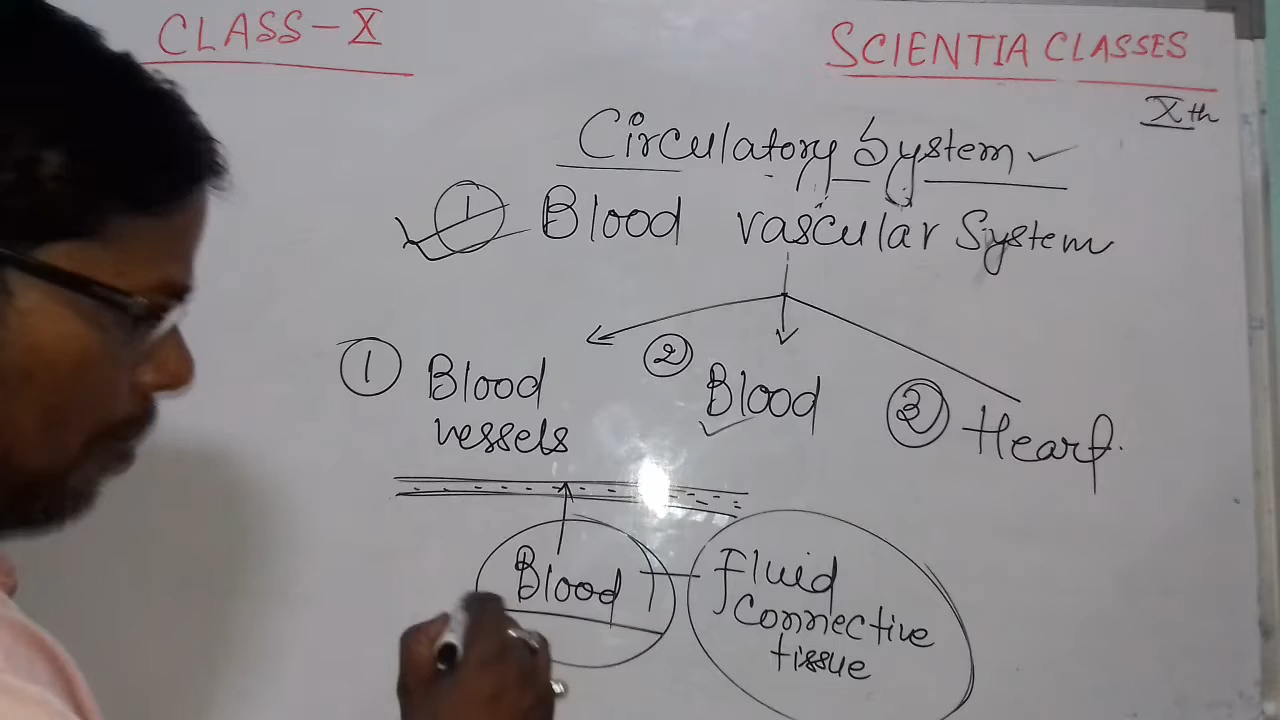 CLASS-X
SCIENTIA CLASSES
Xth
Circulatory System
① Blood vascular System
① Blood vessels
② Blood
③ Heart
Blood
Fluid
Connective
tissue